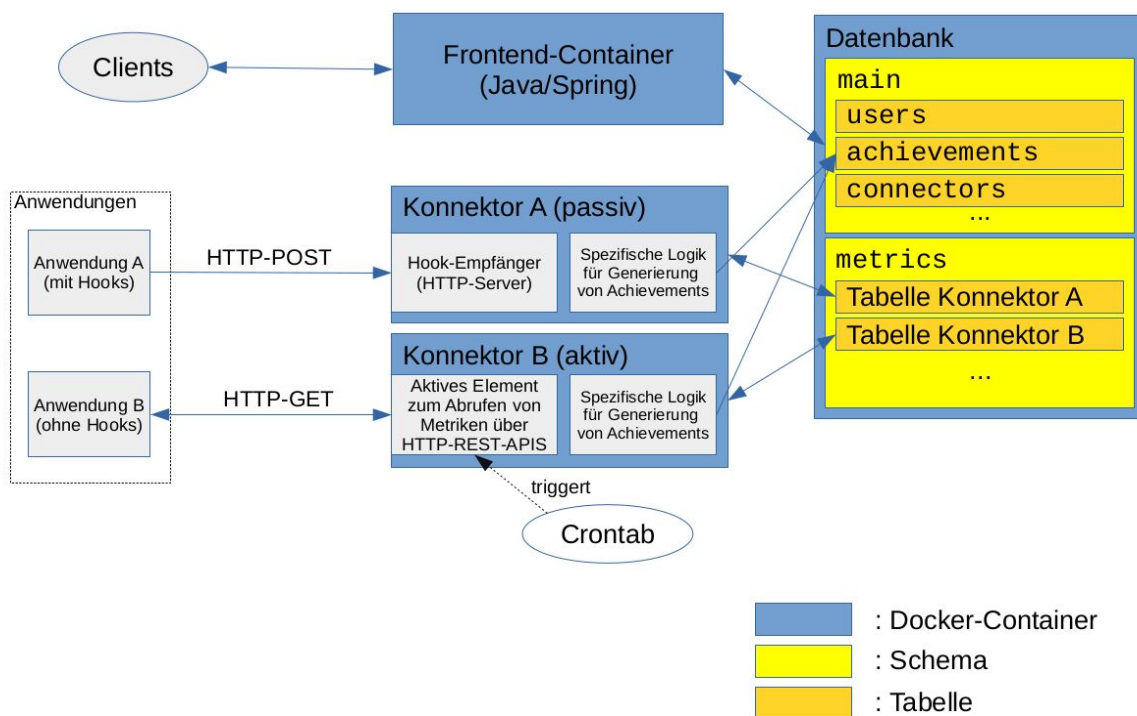 Clients
Frontend-Container
(Java/Spring)
Datenbank
main
users
achievements
connectors
...
metrics
Tabelle Konnektor A
Tabelle Konnektor B
...
Anwendungen
Anwendung A
(mit Hooks)
HTTP-POST
Konnektor A (passiv)
Hook-Empfänger
(HTTP-Server)
Spezifische Logik
für Generierung
von Achievements
Anwendung B
(ohne Hooks)
HTTP-GET
Konnektor B (aktiv)
Aktives Element
zum Abrufen von
Metriken über
HTTP-REST-APIS
Spezifische Logik
für Generierung
von Achievements
triggert
Crontab
: Docker-Container
: Schema
: Tabelle